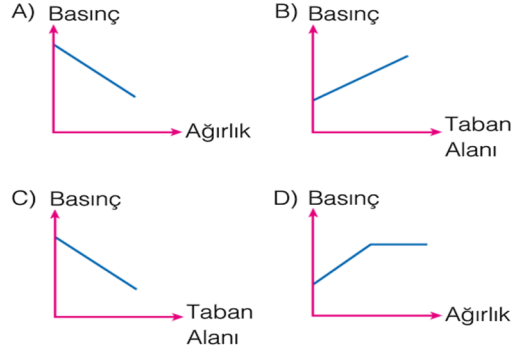 A) Basınç
Ağırlık
B) Basınç
Taban
Alanı
C) Basınç
Taban
Alanı
D) Basınç
Ağırlık